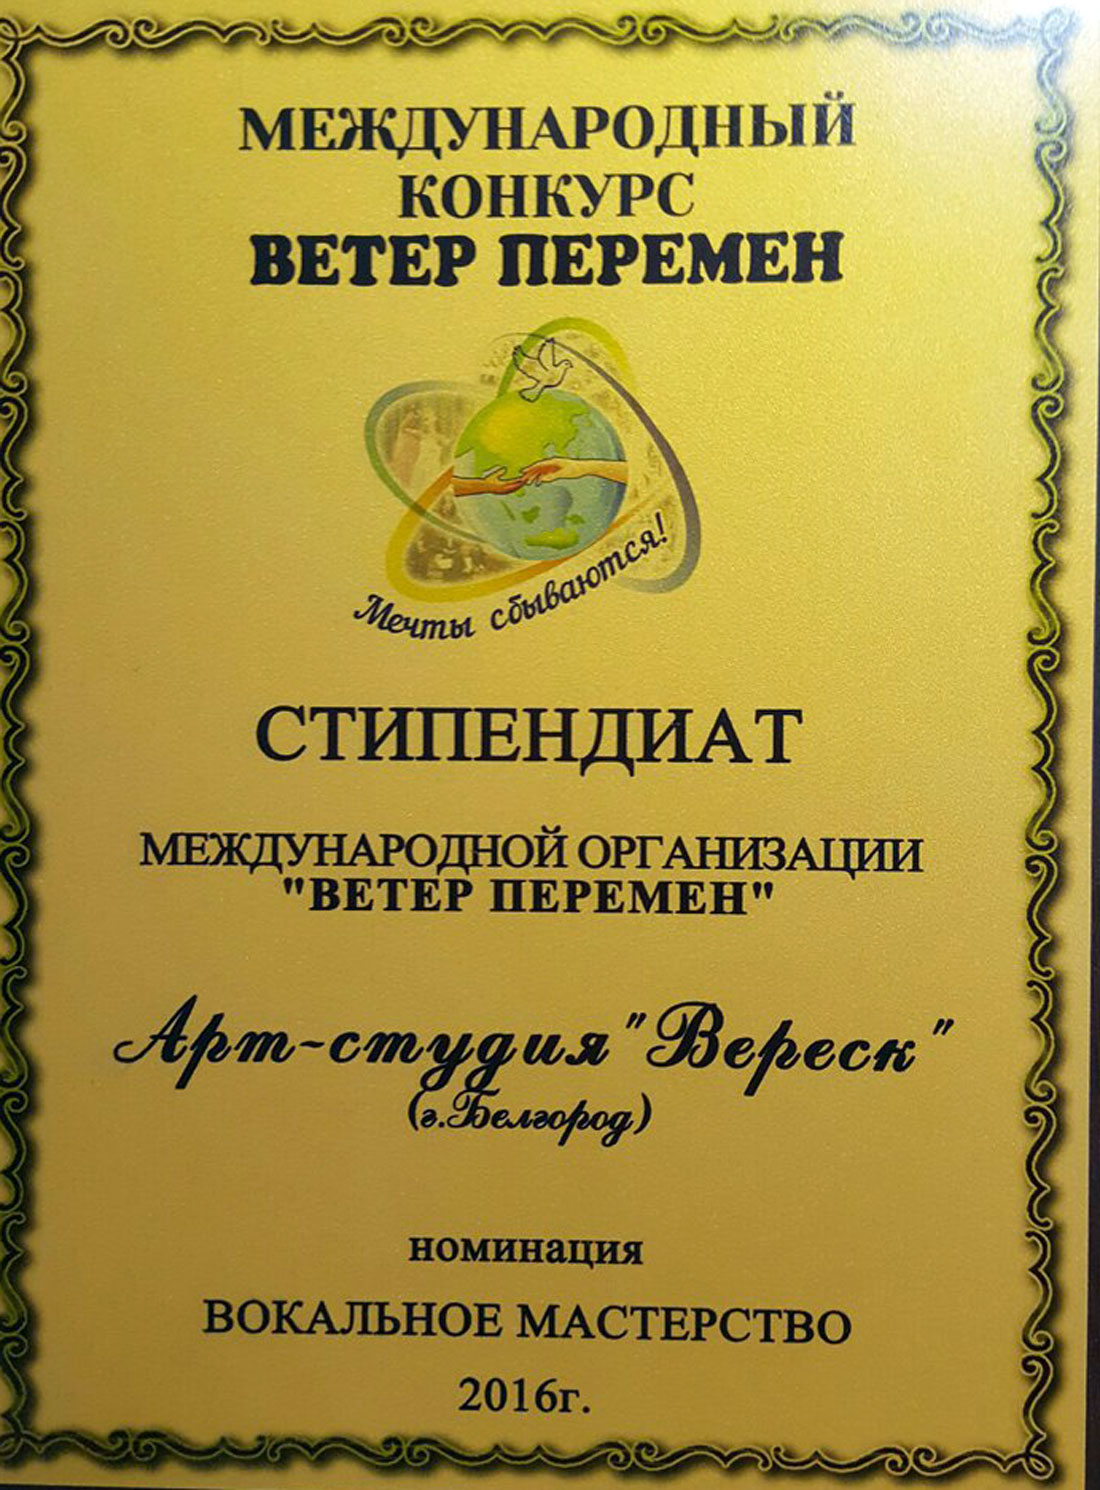 МЕЖДУНАРОДНЫЙ
КОНКУРС
ВЕТЕР ПЕРЕМЕН
Мечты сбываются!
СТИПЕНДИАТ
МЕЖДУНАРОДНОЙ ОРГАНИЗАЦИИ
"ВЕТЕР ПЕРЕМЕН"
Арт-студия "Вереск"
(г.Белгород)
номинация
ВОКАЛЬНОЕ МАСТЕРСТВО
2016г.